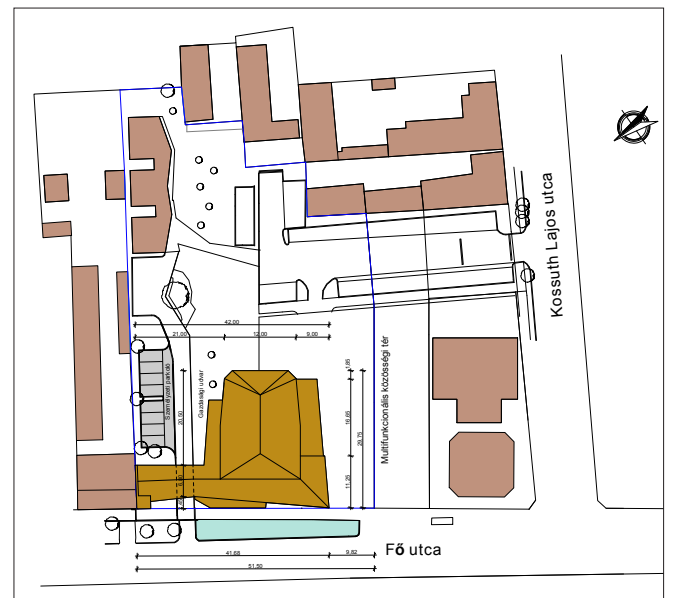 Kossuth Lajos utca
42,00
21,00
12,00
9,00
1,85
Személyzeti parkoló
Gazdasági udvar
20,50
16,65
29,75
Multifunkcionális közösségi tér
11,25
Fő utca
41,68
9,82
51,50